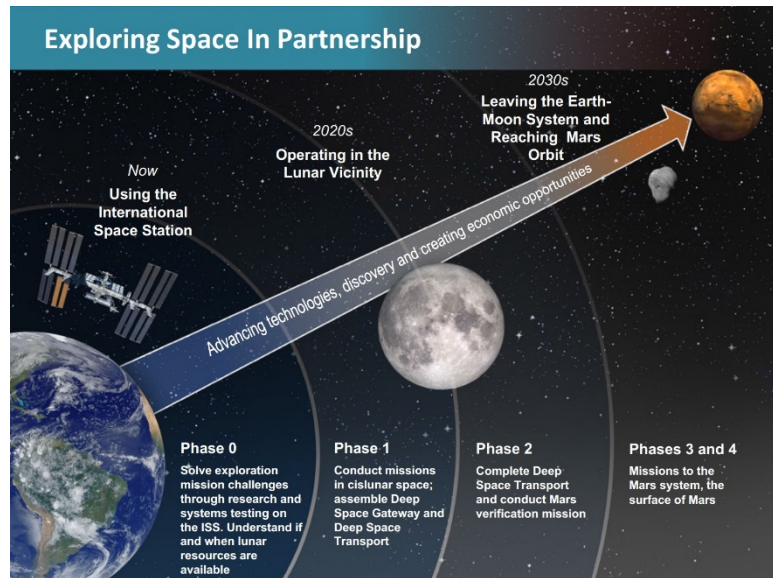 Exploring Space In Partnership
Now
Using the
International
Space Station
2020s
Operating in the
Lunar Vicinity
2030s
Leaving the Earth-
Moon System and
Reaching Mars
Orbit
Advancing technologies, discovery and creating economic opportunities
Phase 0
Solve exploration
mission challenges
through research and
systems testing on
the ISS. Understand if
and when lunar
resources are
available
Phase 1
Conduct missions
in cislunar space;
assemble Deep
Space Gateway and
Deep Space
Transport
Phase 2
Complete Deep
Space Transport
and conduct Mars
verification mission
Phases 3 and 4
Missions to the
Mars system, the
surface of Mars